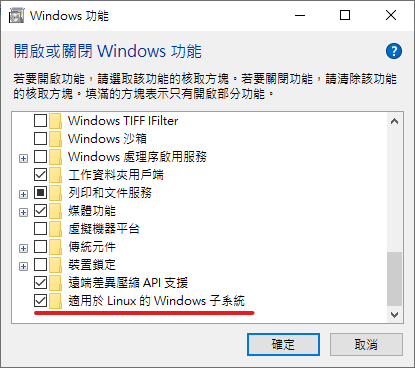 Windows 功能
開啟或關閉 Windows 功能
若要開啟功能，請選取該功能的核取方塊。若要關閉功能，請清除該功能
的核取方塊。填滿的方塊表示只有開啟部分功能。
Windows TIFF IFilter
Windows 沙箱
Windows 處理序啟用服務
工作資料夾用戶端
列印和文件服務
媒體功能
虛擬機器平台
傳統元件
裝置鎖定
遠端差異壓縮 API 支援
適用於 Linux 的 Windows 子系統
確定
取消